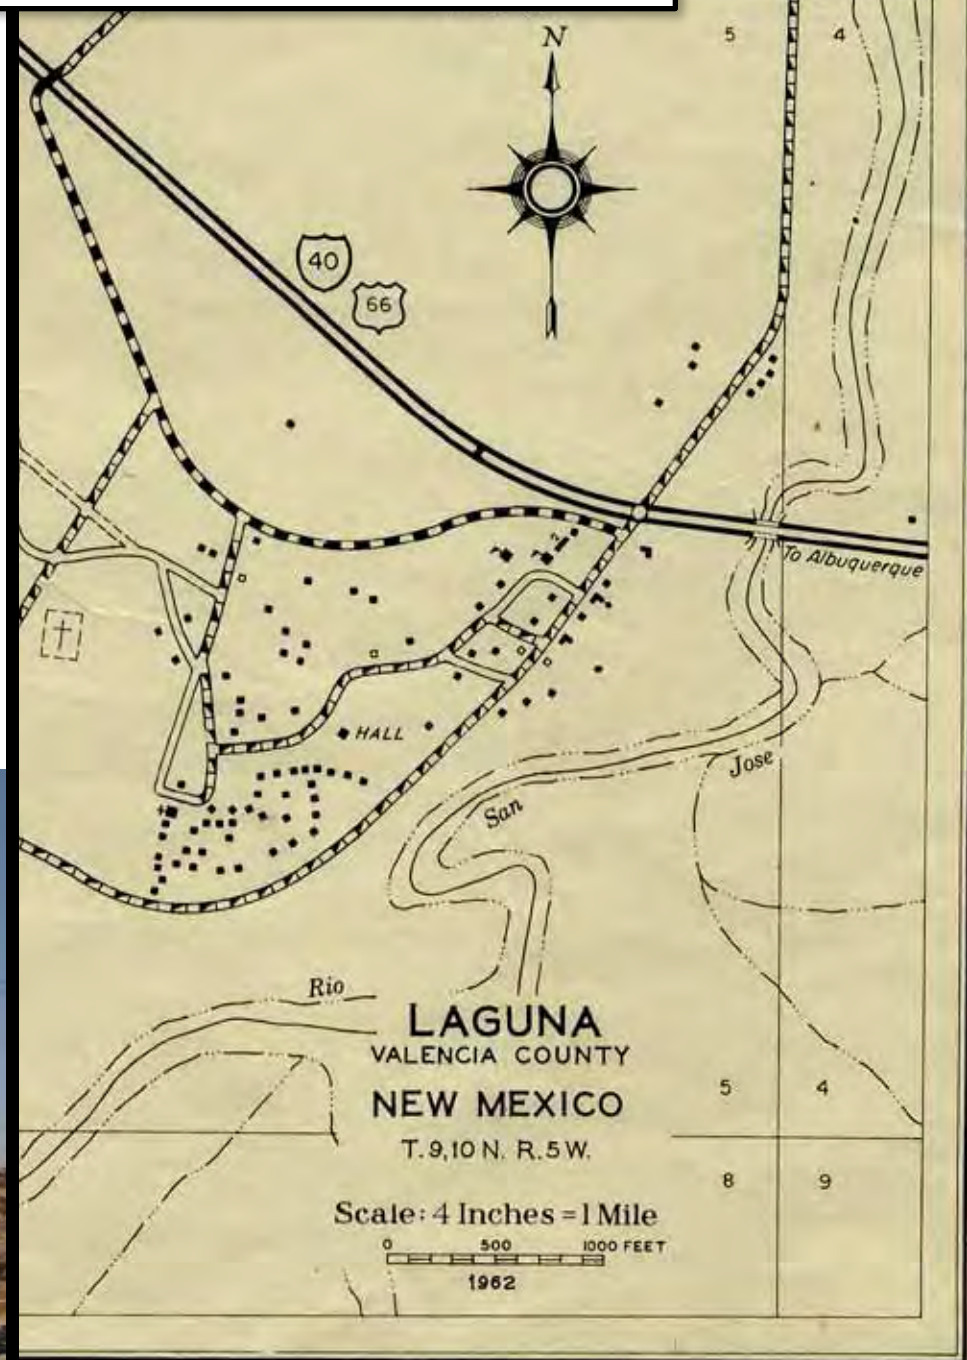 N
5 4
40
66
To Albuquerque
HALL
Jose
San
Rio
LAGUNA
VALENCIA COUNTY
NEW MEXICO
T. 9,10 N. R. 5 W.
5 4
8 9
Scale: 4 Inches = 1 Mile
0 500 1000 FEET
1962